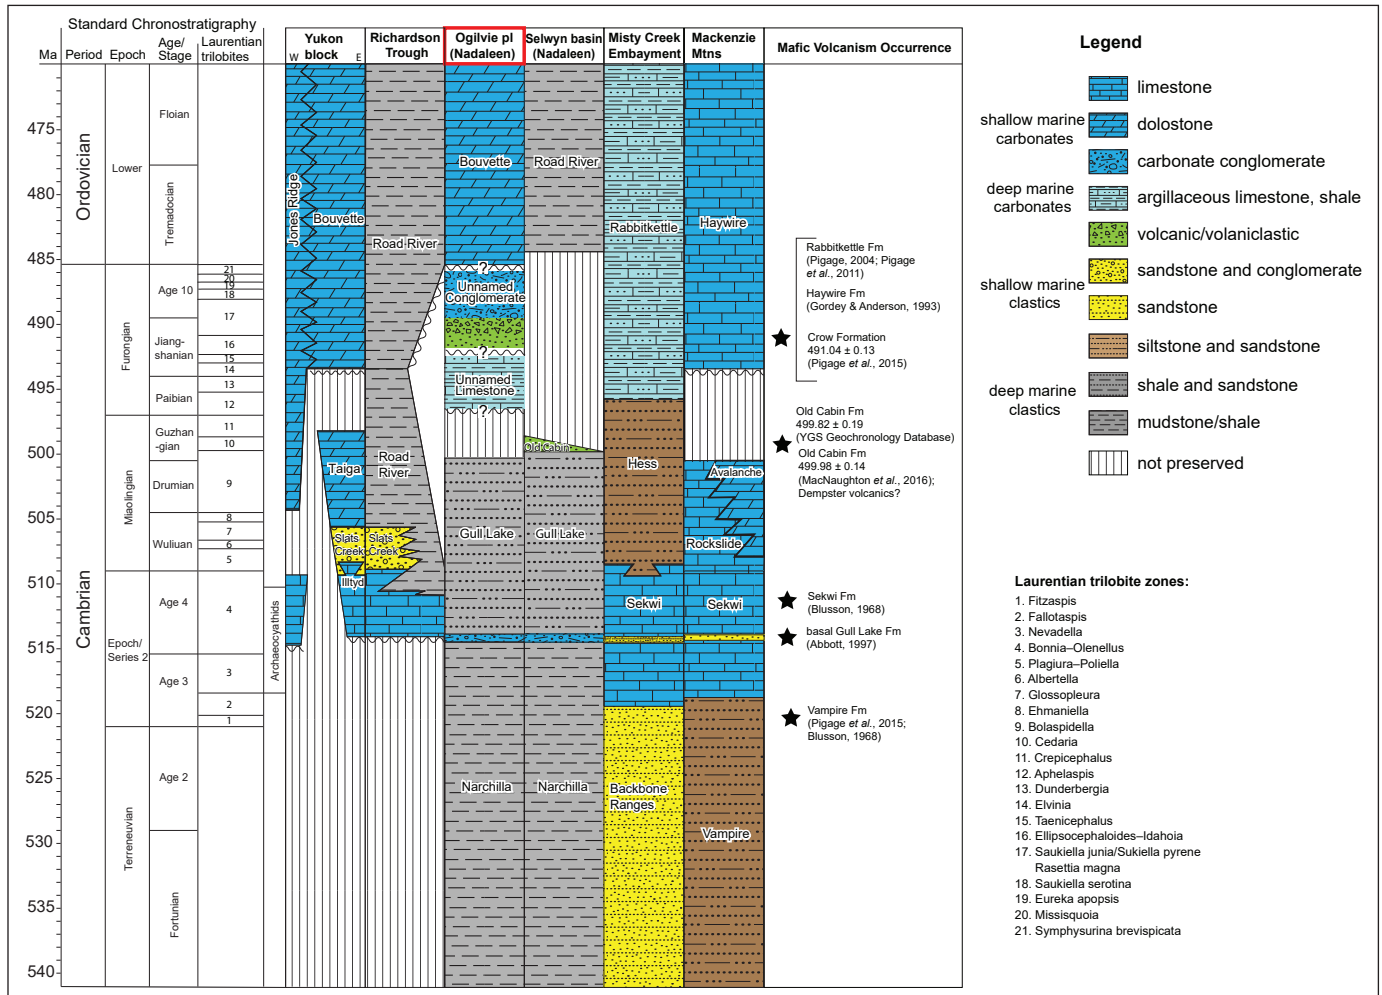 Standard Chronostratigraphy
Ma
Period
Epoch
Age/
Stage
Laurentian
trilobites
W
Yukon
block
E
Richardson
Trough
Ogilvie pl
(Nadaleen)
Selwyn basin
(Nadaleen)
Misty Creek
Embayment
Mackenzie
Mtns
Mafic Volcanism Occurrence
475
480
485
490
495
500
505
510
515
520
525
530
535
540
Ordovician
Cambrian
Lower
Furongian
Miaolingian
Epoch/
Series 2
Terreneuvian
Floian
Tremadocian
Age 10
Jiang-
shanian
Paibian
Guzhan
-gian
Drumian
Wuliuan
Age 4
Age 3
Age 2
Fortunian
21
20
19
18
17
16
15
14
13
12
11
10
9
8
7
6
5
4
3
2
1
Archaeocyathids
Jones Ridge
Bouvette
Taiga
Slats
Creek
Illtyd
Road River
Road
River
Slats
Creek
Bouvette
?
Unnamed
Conglomerate
?
Unnamed
Limestone
?
Gull Lake
Narchilla
Road River
Old Cabin
Gull Lake
Narchilla
Rabbitkettle
Hess
Sekwi
Backbone
Ranges
Haywire
Avalanche
Rockslide
Sekwi
Vampire
Rabbitkettle Fm
(Pigage, 2004; Pigage
et al., 2011)
Haywire Fm
(Gordey & Anderson, 1993)
Crow Formation
491.04 ± 0.13
(Pigage et al., 2015)
Old Cabin Fm
499.82 ± 0.19
(YGS Geochronology Database)
Old Cabin Fm
499.98 ± 0.14
(MacNaughton et al., 2016);
Dempster volcanics?
Sekwi Fm
(Blusson, 1968)
basal Gull Lake Fm
(Abbott, 1997)
Vampire Fm
(Pigage et al., 2015;
Blusson, 1968)
Legend
shallow marine
carbonates
deep marine
carbonates
shallow marine
clastics
deep marine
clastics
limestone
dolostone
carbonate conglomerate
argillaceous limestone, shale
volcanic/volaniclastic
sandstone and conglomerate
sandstone
siltstone and sandstone
shale and sandstone
mudstone/shale
not preserved
Laurentian trilobite zones:
1. Fitzaspis
2. Fallotaspis
3. Nevadella
4. Bonnia–Olenellus
5. Plagiura–Poliella
6. Albertella
7. Glossopleura
8. Ehmaniella
9. Bolaspidella
10. Cedaria
11. Crepicephalus
12. Aphelaspis
13. Dunderbergia
14. Elvinia
15. Taenicephalus
16. Ellipsocephaloides–Idahoia
17. Saukiella junia/Sukiella pyrene
Rasettia magna
18. Saukiella serotina
19. Eureka apopsis
20. Missisquoia
21. Symphysurina brevispicata